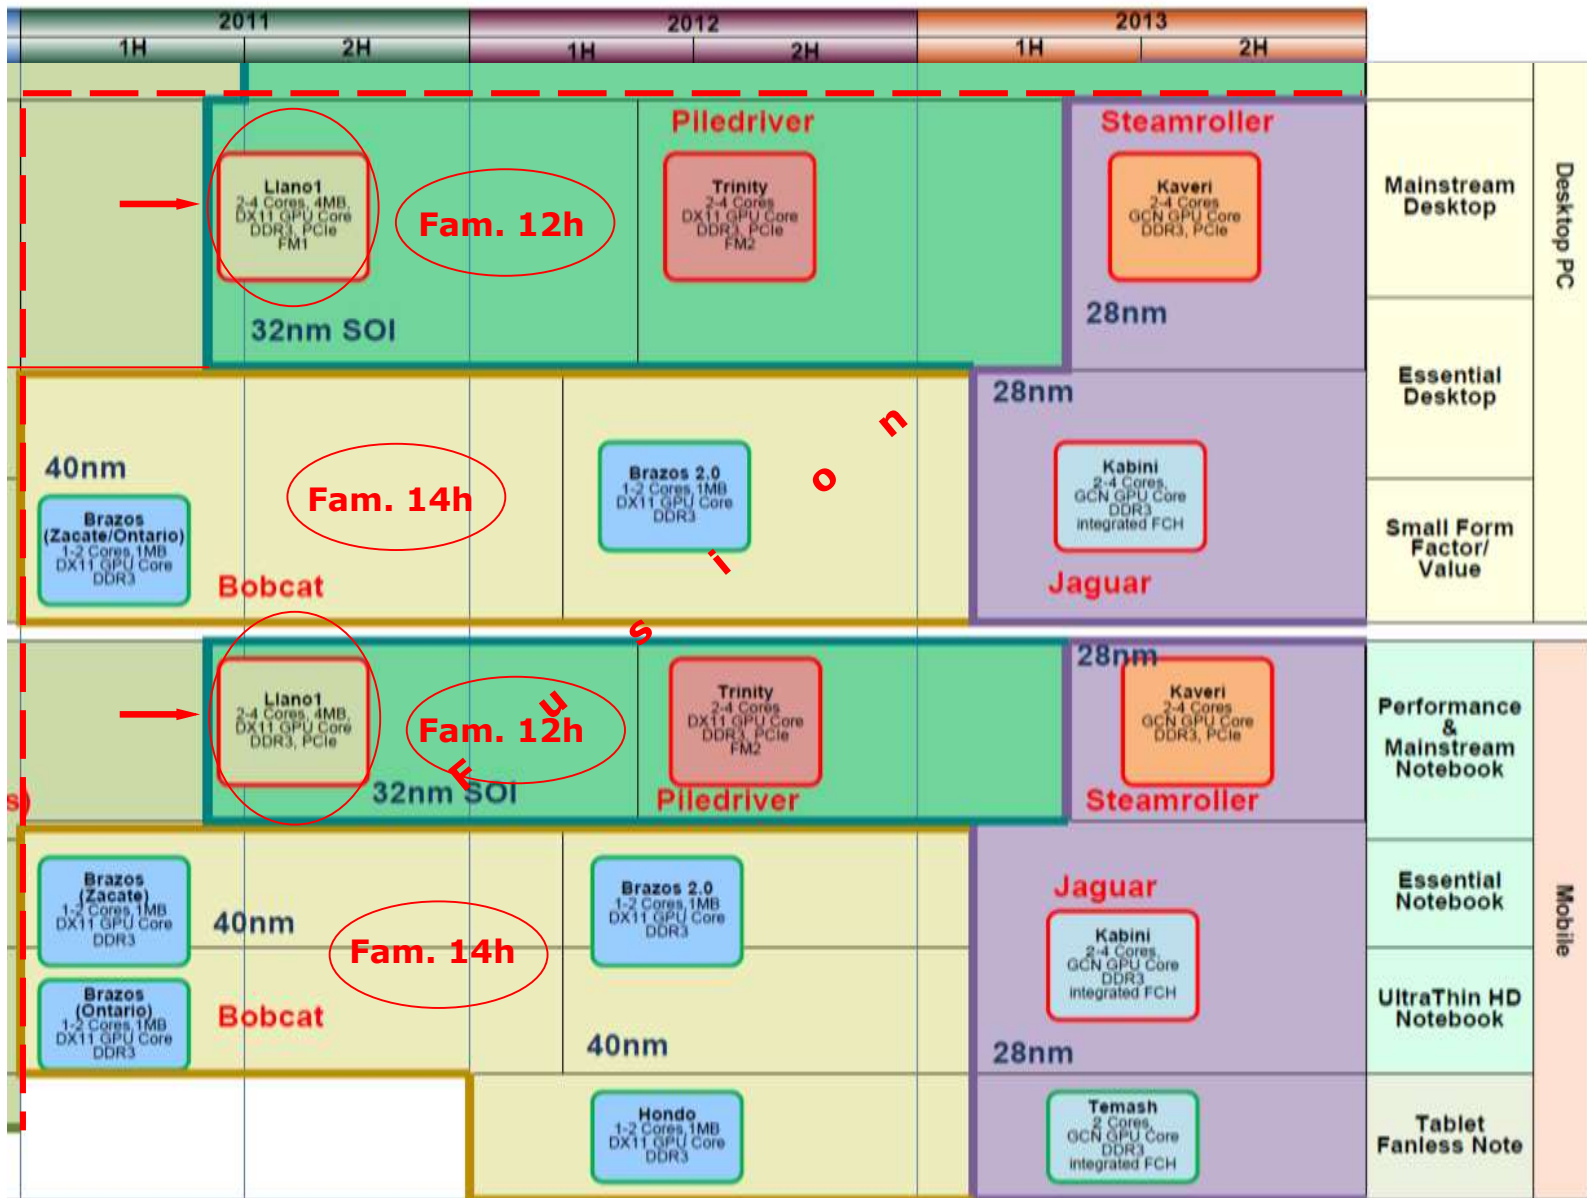 2011
2012
2013
1H
2H
1H
2H
1H
2H
Piledriver
Steamroller
Llano1
2-4 Cores, 4MB,
DX11 GPU Core
DDR3, PCIe
FM1
Fam. 12h
Trinity
2-4 Cores
DX11 GPU Core
DDR3, PCIe
FM2
Kaveri
2-4 Cores
GCN GPU Core
DDR3, PCIe
Mainstream
Desktop
Desktop PC
32nm SOI
28nm
Essential
Desktop
28nm
40nm
Fam. 14h
Brazos
(Zacate/Ontario)
1-2 Cores, 1MB
DX11 GPU Core
DDR3
Bobcat
Brazos 2.0
1-2 Cores, 1MB
DX11 GPU Core
DDR3
Kabini
2-4 Cores,
GCN GPU Core
DDR3
integrated FCH
Jaguar
Small Form
Factor/
Value
Fusion
28nm
Llano1
2-4 Cores, 4MB,
DX11 GPU Core
DDR3, PCIe
Fam. 12h
32nm SOI
Trinity
2-4 Cores
DX11 GPU Core
DDR3, PCIe
FM2
Piledriver
Kaveri
2-4 Cores
GCN GPU Core
DDR3, PCIe
Steamroller
Performance
&
Mainstream
Notebook
Mobile
s)
Brazos
(Zacate)
1-2 Cores, 1MB
DX11 GPU Core
DDR3
40nm
Fam. 14h
Brazos 2.0
1-2 Cores, 1MB
DX11 GPU Core
DDR3
Jaguar
Kabini
2-4 Cores,
GCN GPU Core
DDR3
integrated FCH
Essential
Notebook
Brazos
(Ontario)
1-2 Cores, 1MB
DX11 GPU Core
DDR3
Bobcat
40nm
28nm
UltraThin HD
Notebook
Hondo
1-2 Cores, 1MB
DX11 GPU Core
DDR3
Temash
2 Cores,
GCN GPU Core
DDR3
integrated FCH
Tablet
Fanless Note